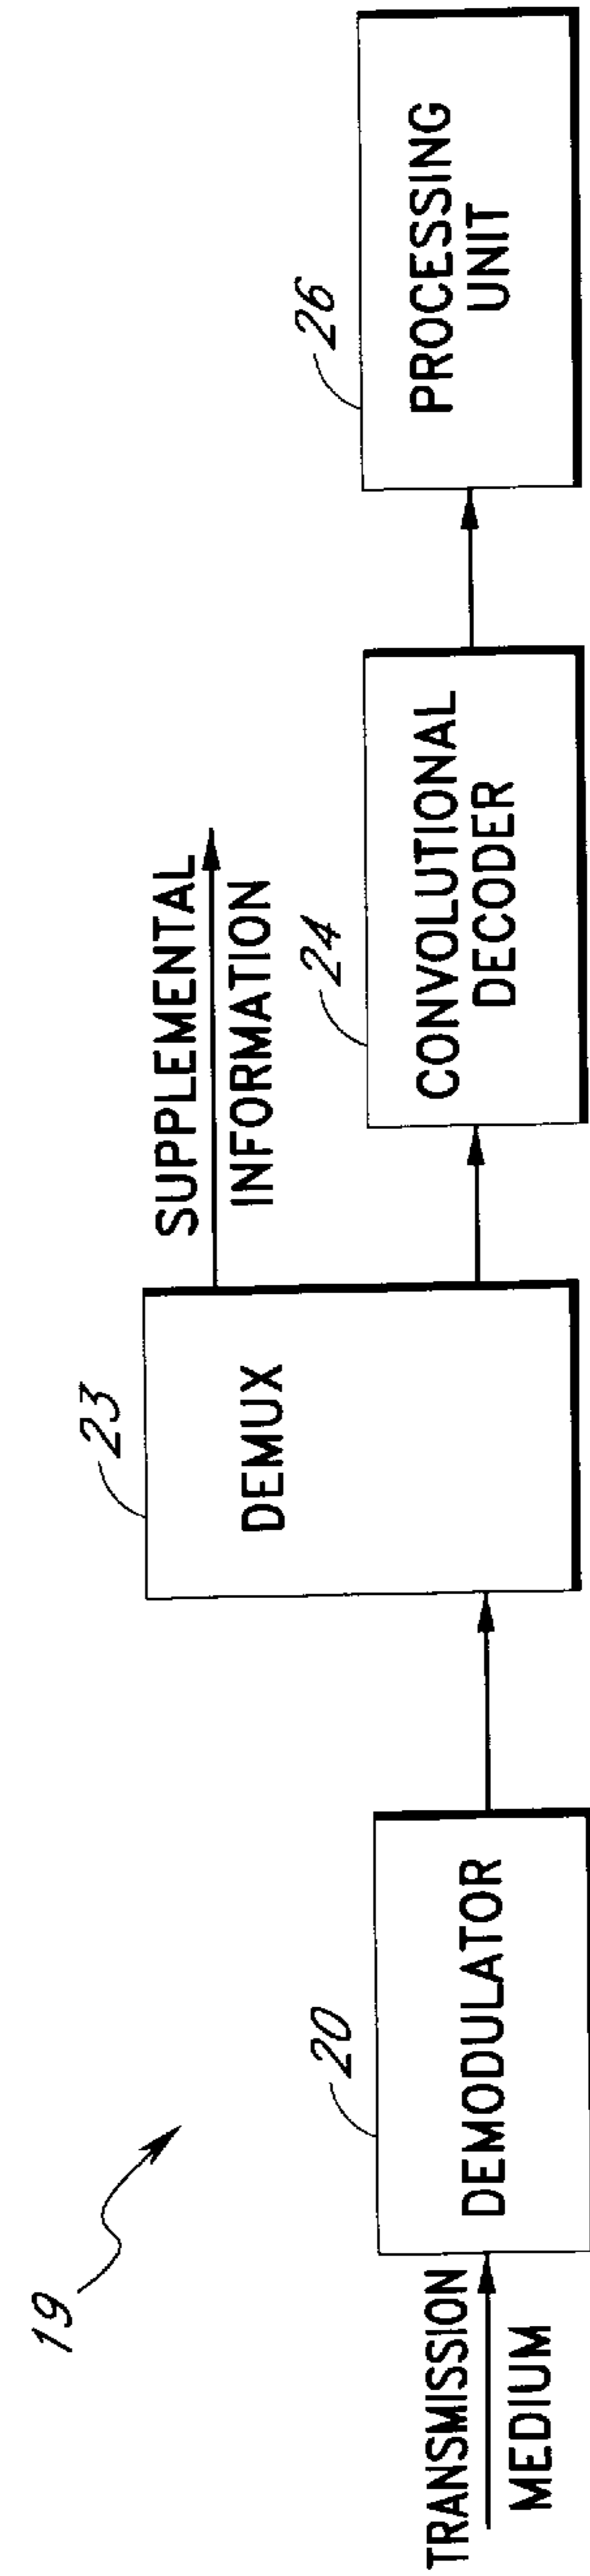 19
TRANSMISSION
MEDIUM
20
DEMODULATOR
23
DEMUX
SUPPLEMENTAL
INFORMATION
24
CONVOLUTIONAL
DECODER
26
PROCESSING
UNIT